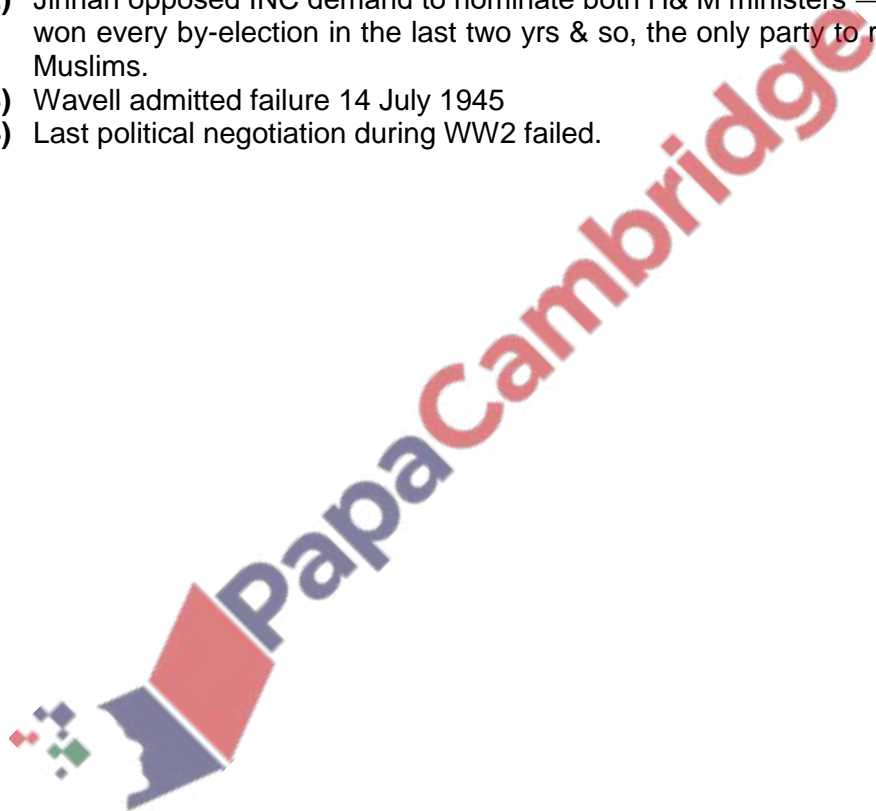 ) Jinnah opposed INC demand to nominate both H& M ministers —
won every by-election in the last two yrs & so, the only party to
Muslims.
) Wavell admitted failure 14 July 1945
) Last political negotiation during WW2 failed.
PapaCambridge